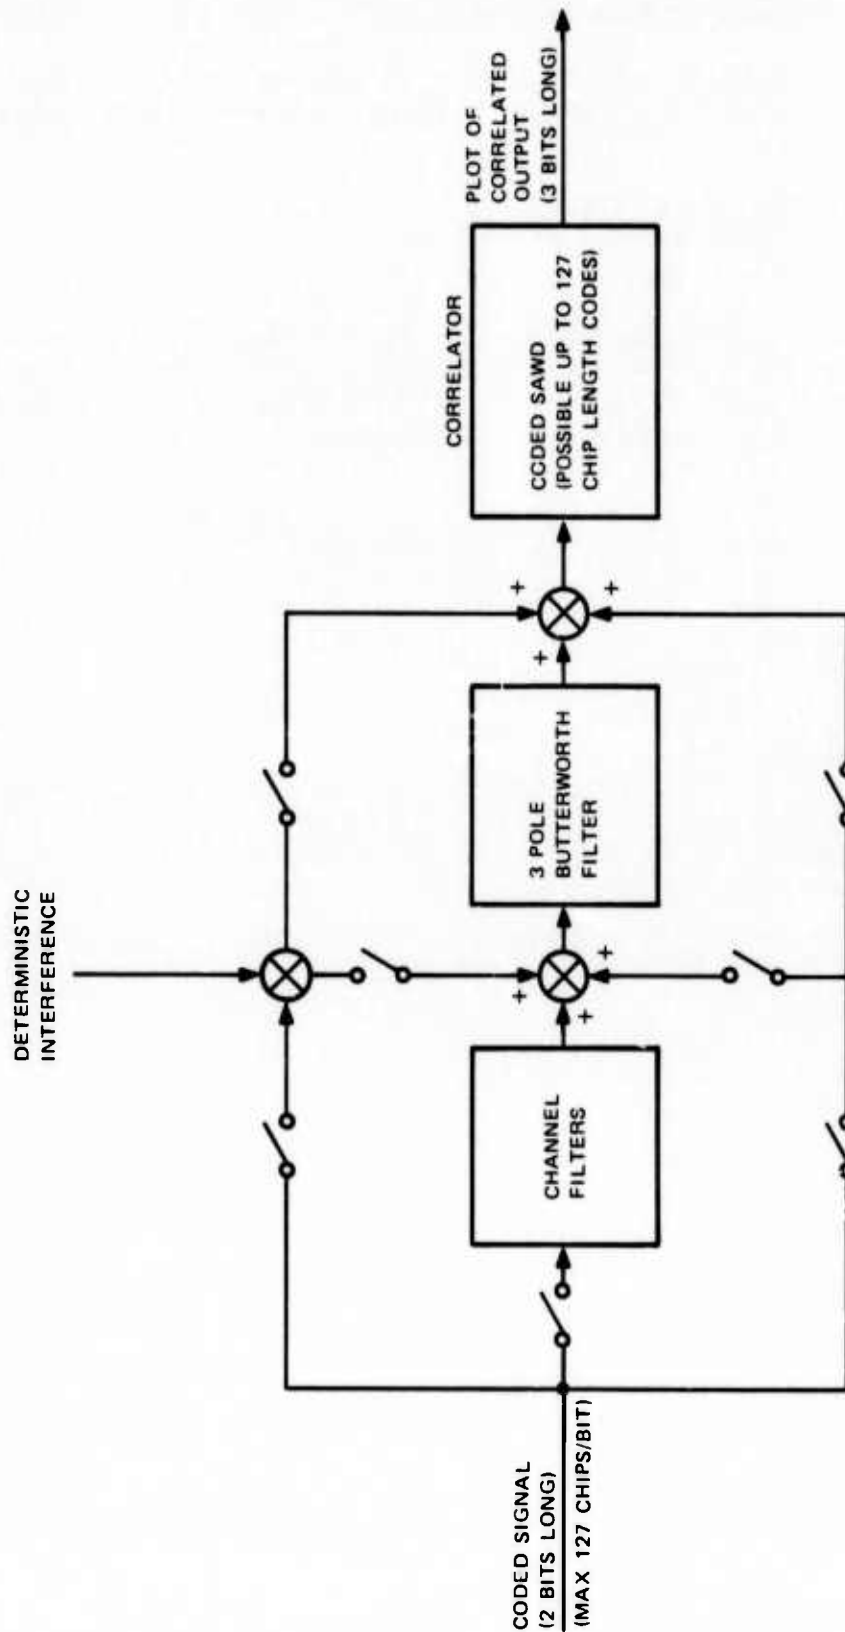 DETERMINISTIC
INTERFERENCE
CODED SIGNAL
(2 BITS LONG)
(MAX 127 CHIPS/BIT)
CHANNEL
FILTERS
+
+
+
3 POLE
BUTTERWORTH
FILTER
+
+
+
CORRELATOR
CCDED SAWD
(POSSIBLE UP TO 127
CHIP LENGTH CODES)
PLOT OF
CORRELATED
OUTPUT
(3 BITS LONG)